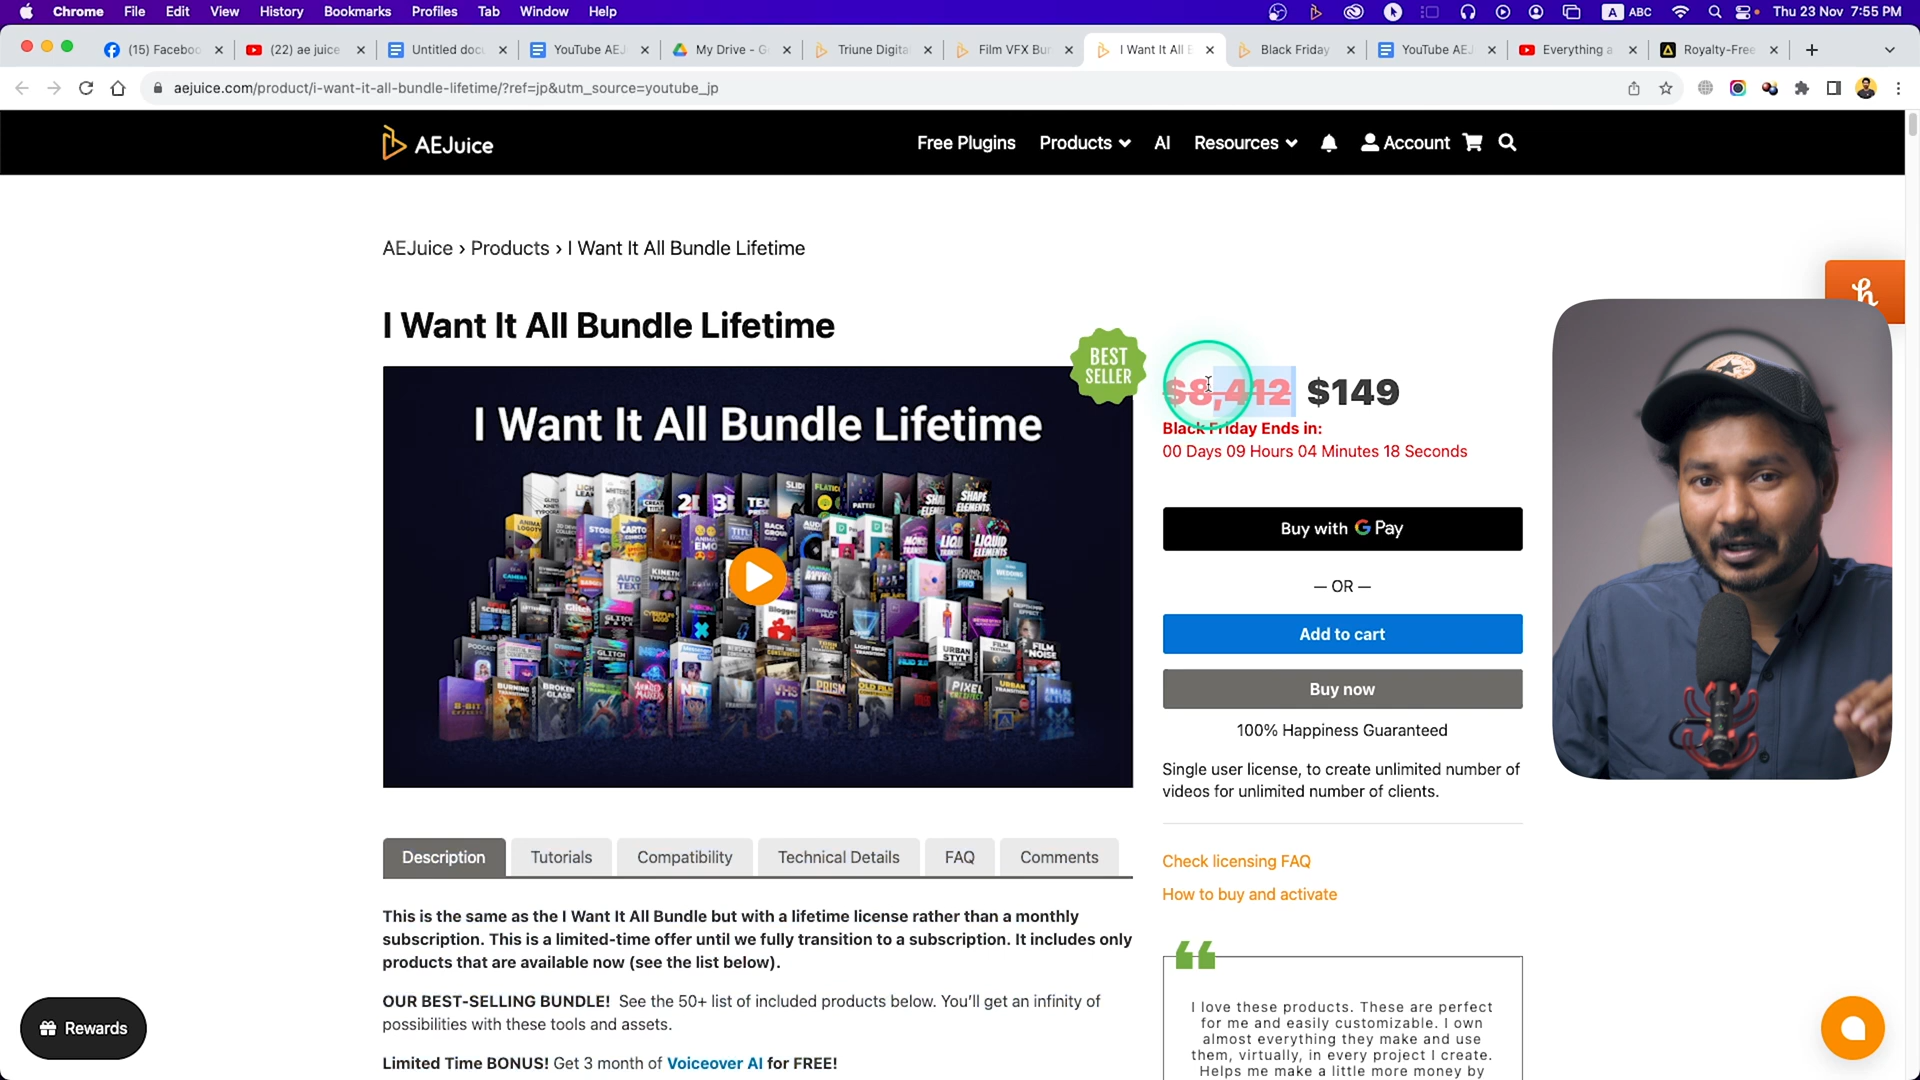 Chrome File Edit View History Bookmarks Profiles Tab Window Help
A ABC Thu 23 Nov 7:55 PM
(15) Faceboo
(22) ae juice
Untitled doc
YouTube AEJ
My Drive - G
Triune Digita
Film VFX Bun
I Want It All B
Black Friday
YouTube AEJ
Everything a
Royalty-Free
aejuice.com/product/i-want-it-all-bundle-lifetime/?ref=jp&utm_source=youtube_jp
AEJuice
Free Plugins Products AI Resources Account
AEJuice › Products › I Want It All Bundle Lifetime
I Want It All Bundle Lifetime
BEST
SELLER
I Want It All Bundle Lifetime
$8,412 $149
Black Friday Ends in:
00 Days 09 Hours 04 Minutes 18 Seconds
Buy with G Pay
— OR —
Add to cart
Buy now
100% Happiness Guaranteed
Single user license, to create unlimited number of
videos for unlimited number of clients.
Check licensing FAQ
How to buy and activate
Description Tutorials Compatibility Technical Details FAQ Comments
This is the same as the I Want It All Bundle but with a lifetime license rather than a monthly
subscription. This is a limited-time offer until we fully transition to a subscription. It includes only
products that are available now (see the list below).
OUR BEST-SELLING BUNDLE! See the 50+ list of included products below. You'll get an infinity of
possibilities with these tools and assets.
Limited Time BONUS! Get 3 month of Voiceover AI for FREE!
I love these products. These are perfect
for me and easily customizable. I own
almost everything they make and use
them, virtually, in every project I create.
Helps me make a little more money by
Rewards